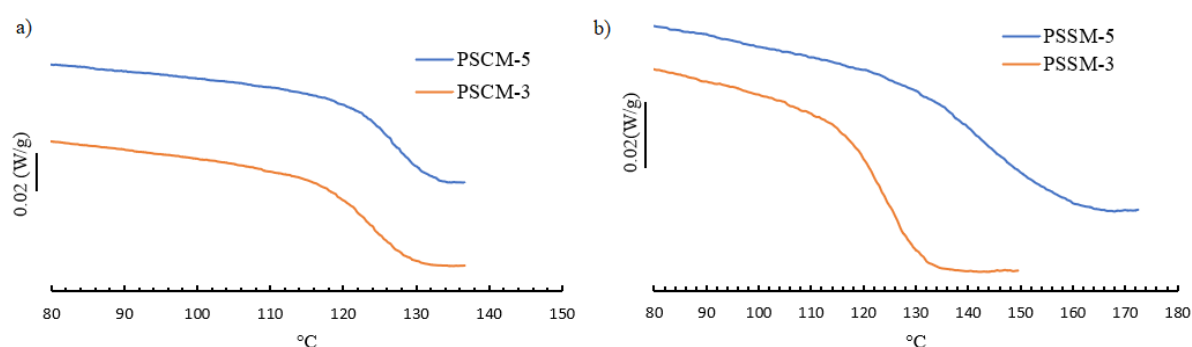 a)
PSCM-5
PSCM-3
0.02 (W/g)
80 90 100 110 120 130 140 150
°C
b)
PSSM-5
PSSM-3
0.02(W/g)
80 90 100 110 120 130 140 150 160 170 180
°C